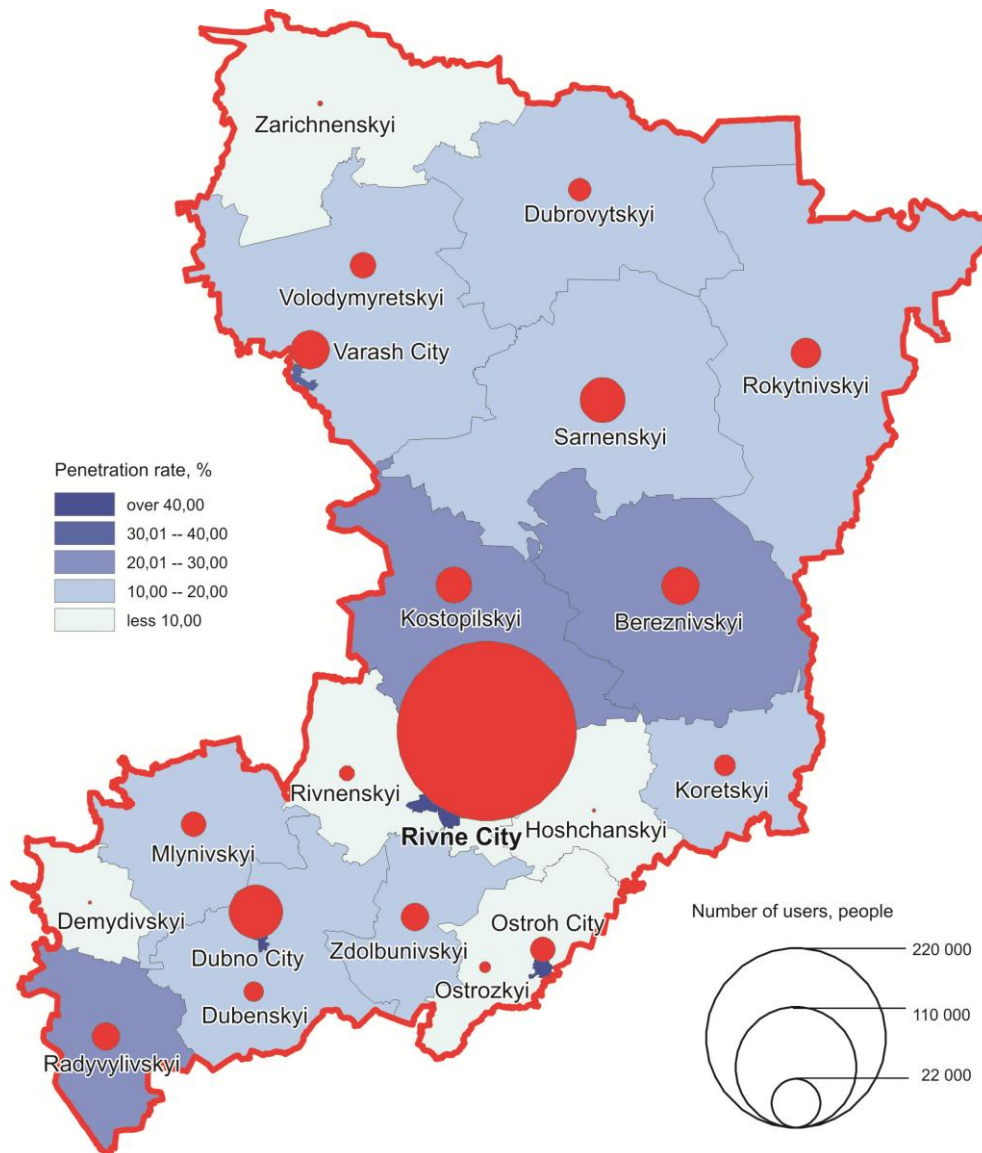 Zarichnenskyi
Dubrovytskyi
Volodymyretskyi
Varash City
Rokytnivskyi
Sarnenskyi
Penetration rate, %
over 40,00
30,01 -- 40,00
20,01 -- 30,00
10,00 -- 20,00
less 10,00
Kostopilskyi
Bereznivskyi
Rivnenskyi
Koretskyi
Rivne City
Hoshchanskyi
Mlynivskyi
Demydivskyi
Dubno City
Zdolbunivskyi
Ostroh City
Ostrozkyi
Dubenskyi
Radyvylivskyi
Number of users, people
220 000
110 000
22 000